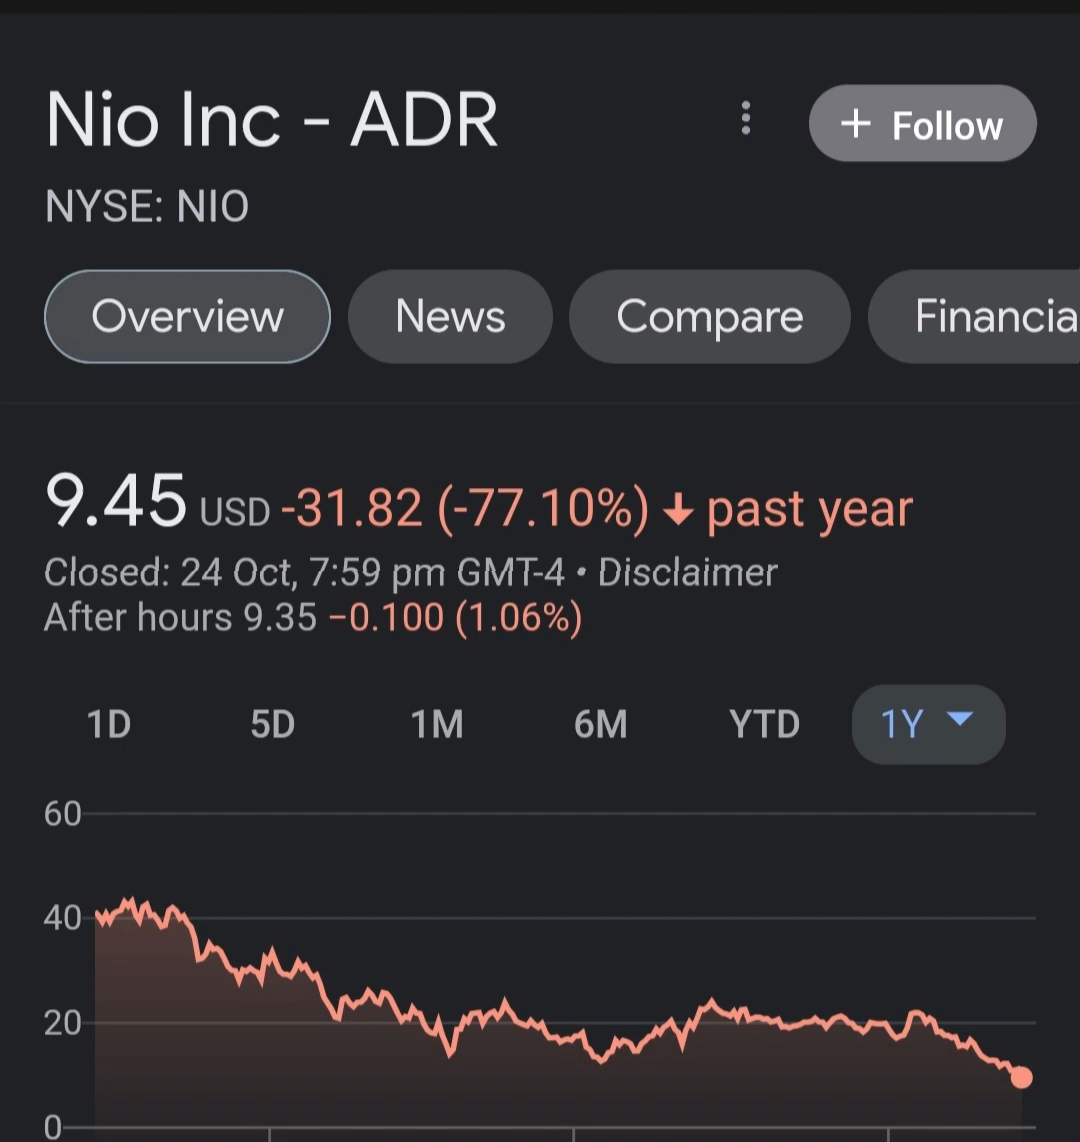 Nio Inc - ADR
+ Follow
NYSE: NIO
Overview News Compare Financia
9.45 USD -31.82 (-77.10%) ↓ past year
Closed: 24 Oct, 7:59 pm GMT-4 • Disclaimer
After hours 9.35 −0.100 (1.06%)
1D 5D 1M 6M YTD 1Y
60
40
20
0